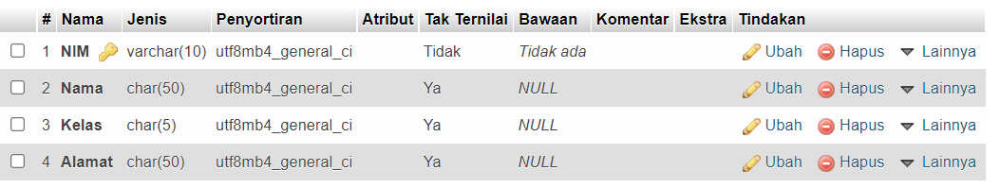 # Nama Jenis Penyortiran Atribut Tak Ternilai Bawaan Komentar Ekstra Tindakan
1 NIM varchar(10) utf8mb4_general_ci Tidak Tidak ada Ubah Hapus Lainnya
2 Nama char(50) utf8mb4_general_ci Ya NULL Ubah Hapus Lainnya
3 Kelas char(5) utf8mb4_general_ci Ya NULL Ubah Hapus Lainnya
4 Alamat char(50) utf8mb4_general_ci Ya NULL Ubah Hapus Lainnya